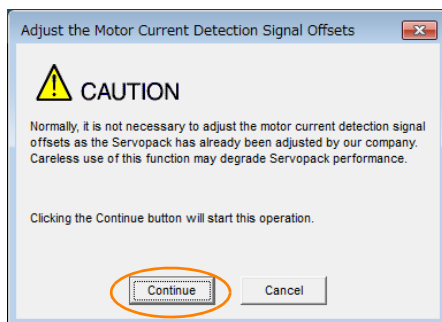 Adjust the Motor Current Detection Signal Offsets
CAUTION
Normally, it is not necessary to adjust the motor current detection signal
offsets as the Servopack has already been adjusted by our company.
Careless use of this function may degrade Servopack performance.
Clicking the Continue button will start this operation.
Continue
Cancel